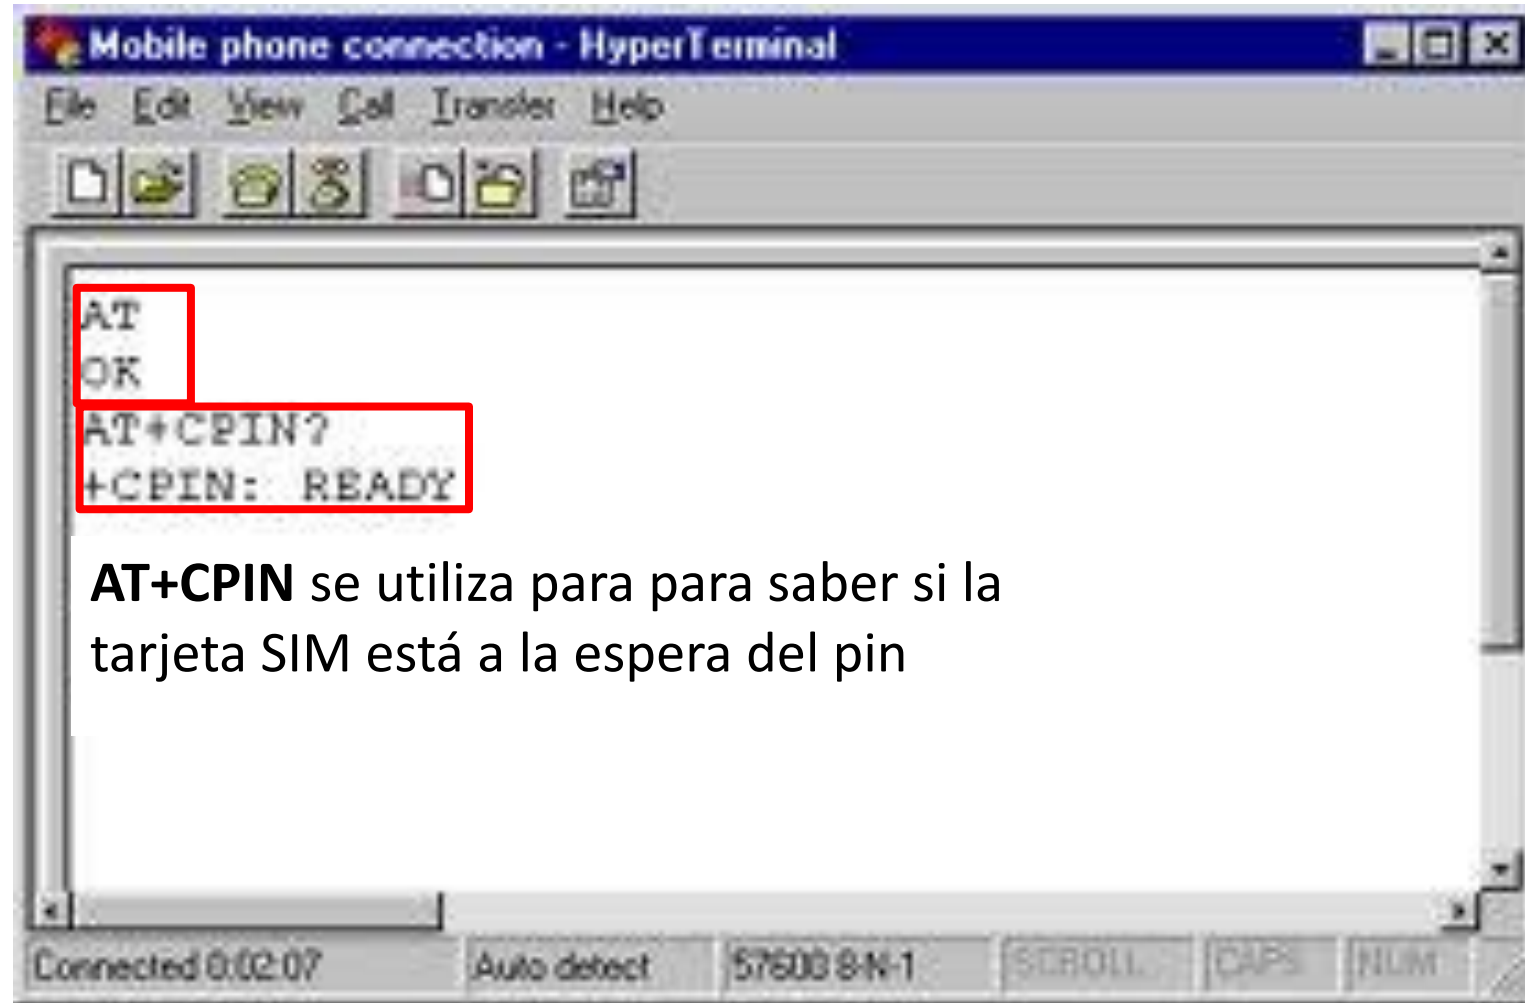 Mobile phone connection - HyperTerminal
File Edit View Call Transfer Help
AT
OK
AT+CPIN?
+CPIN: READY
AT+CPIN se utiliza para para saber si la
tarjeta SIM está a la espera del pin
Connected 0:02:07 Auto detect 57600 8-N-1 SCROLL CAPS NUM